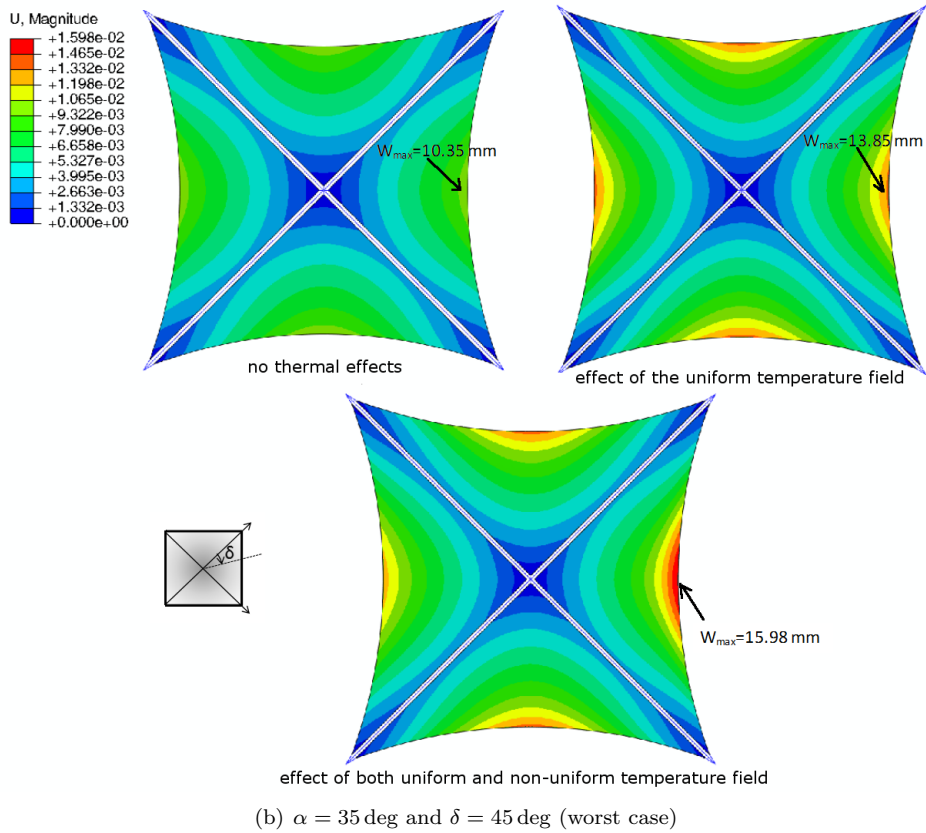 U, Magnitude
+1.598e-02
+1.465e-02
+1.332e-02
+1.198e-02
+1.065e-02
+9.322e-03
+7.990e-03
+6.658e-03
+5.327e-03
+3.995e-03
+2.663e-03
+1.332e-03
+0.000e+00
Wmax=10.35 mm
no thermal effects
Wmax=13.85 mm
effect of the uniform temperature field
δ
Wmax=15.98 mm
effect of both uniform and non-uniform temperature field
(b) α = 35 deg and δ = 45 deg (worst case)